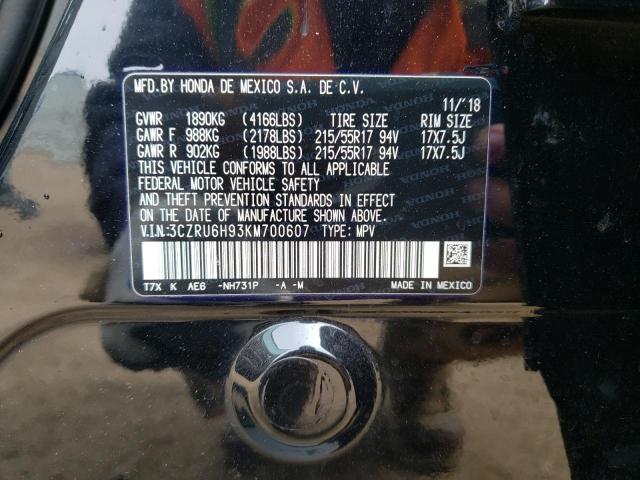 MFD.BY HONDA DE MEXICO S.A. DE C.V.
11/'18
GVWR 1890KG (4166LBS) TIRE SIZE RIM SIZE
GAWR F 988KG (2178LBS) 215/55R17 94V 17X7.5J
GAWR R 902KG (1988LBS) 215/55R17 94V 17X7.5J
THIS VEHICLE CONFORMS TO ALL APPLICABLE
FEDERAL MOTOR VEHICLE SAFETY
AND THEFT PREVENTION STANDARDS IN EFFECT
ON THE DATE OF MANUFACTURE SHOWN ABOVE.
V.I.N.:3CZRU6H93KM700607 TYPE: MPV
T7X K AE6 -NH731P -A -M MADE IN MEXICO